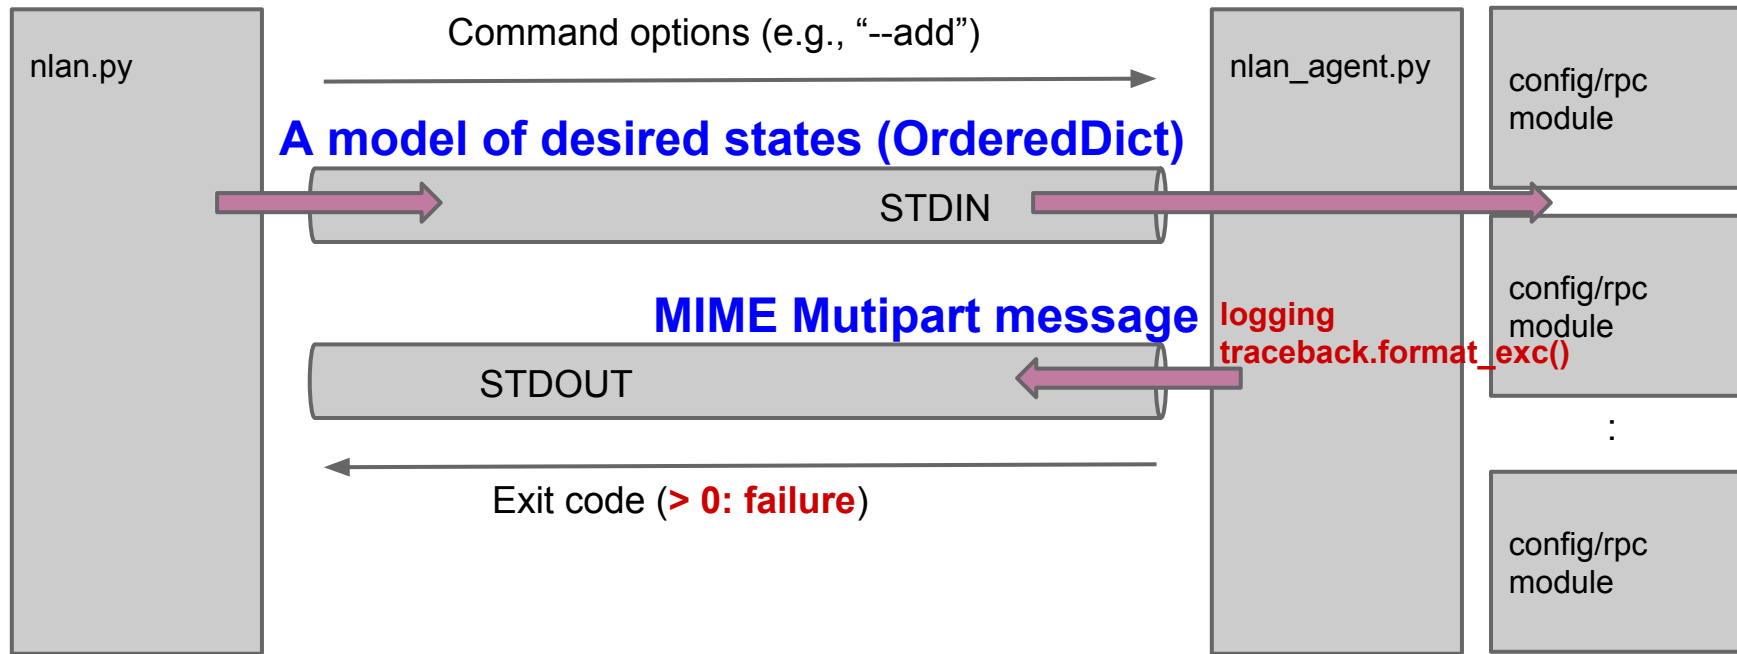 Command options (e.g., “--add”)
nlan.py
nlan_agent.py
config/rpc
module
A model of desired states (OrderedDict)
STDIN
config/rpc
module
MIME Mutipart message
logging
traceback.format_exc()
STDOUT
:
Exit code (> 0: failure)
config/rpc
module